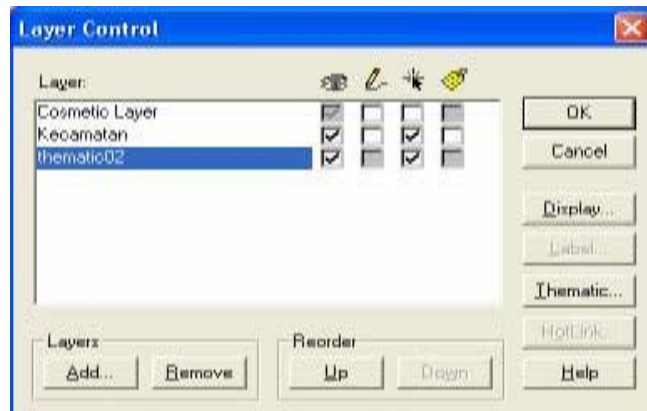 Layer Control
Layer:
Cosmetic Layer
Kecamatan
thematic02
OK
Cancel
Display...
Label...
Thematic...
HotLink...
Help
Layers
Add...
Remove
Reorder
Up
Down